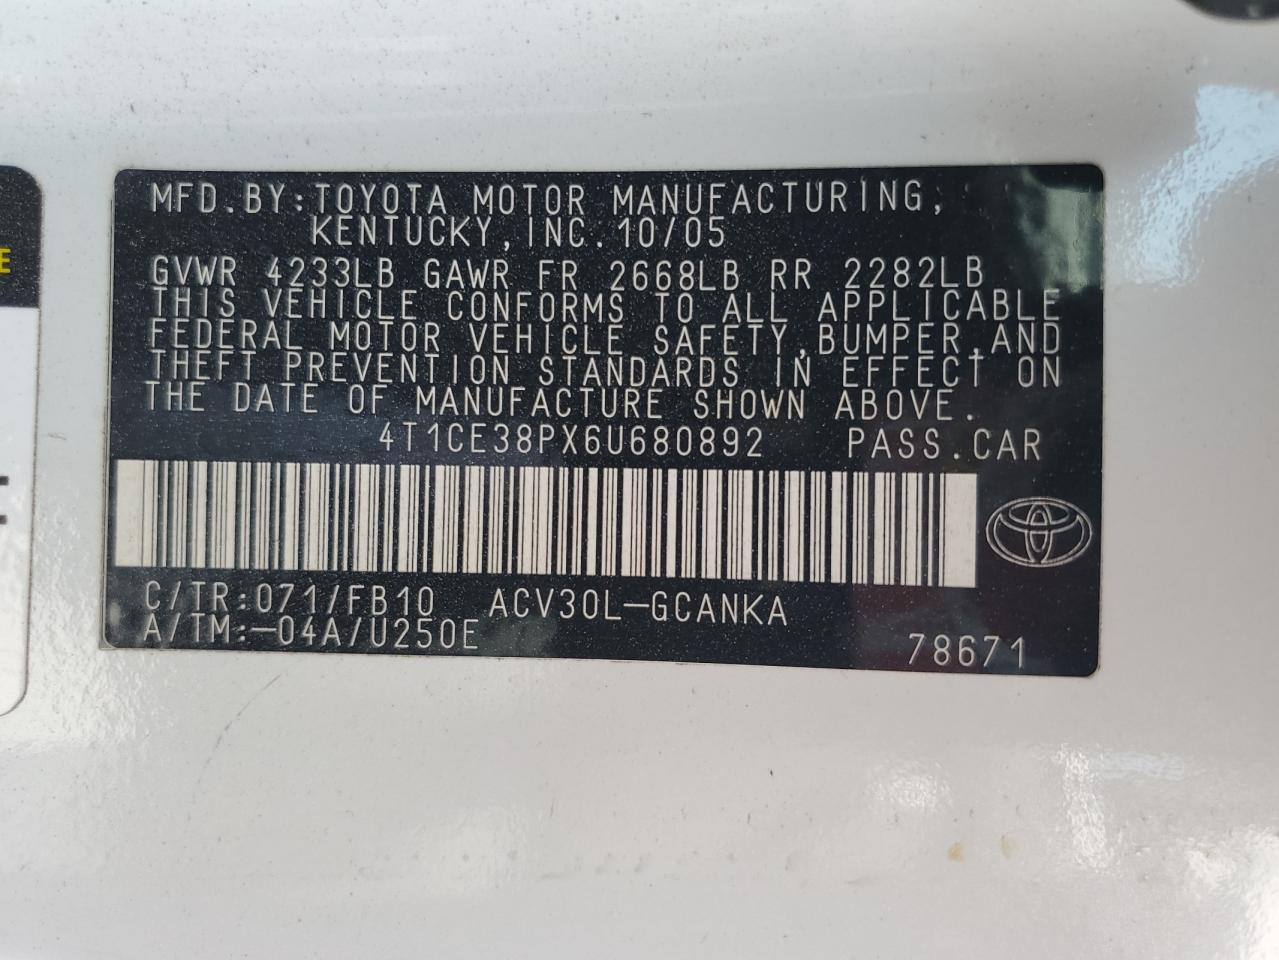 MFD.BY:TOYOTA MOTOR MANUFACTURING,
KENTUCKY,INC.10/05
GVWR 4233LB GAWR FR 2668LB RR 2282LB
THIS VEHICLE CONFORMS TO ALL APPLICABLE
FEDERAL MOTOR VEHICLE SAFETY,BUMPER,AND
THEFT PREVENTION STANDARDS IN EFFECT ON
THE DATE OF MANUFACTURE SHOWN ABOVE.
4T1CE38PX6U680892 PASS.CAR
C/TR:071/FB10 ACV30L-GCANKA
A/TM:-04A/U250E
78671